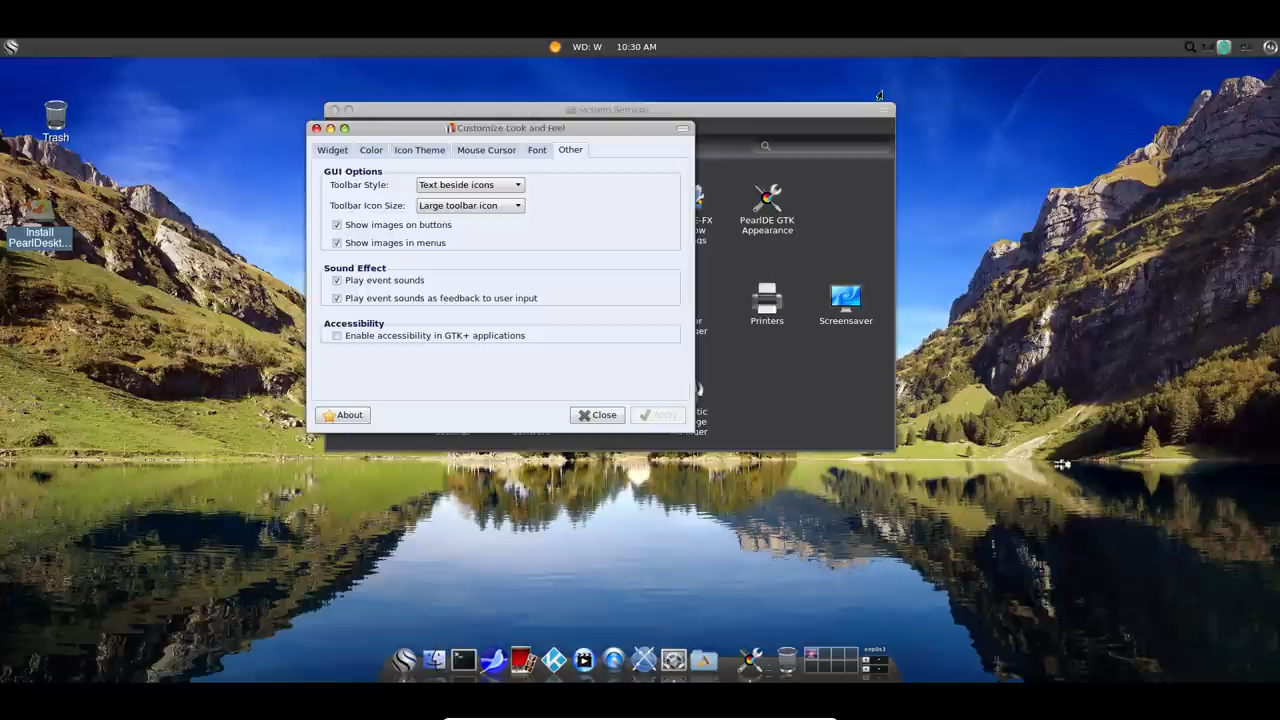 WD: W 10:30 AM
System Settings
Customize Look and Feel
Widget Color Icon Theme Mouse Cursor Font Other
GUI Options
Toolbar Style: Text beside icons
Toolbar Icon Size: Large toolbar icon
Show images on buttons
Show images in menus
Sound Effect
Play event sounds
Play event sounds as feedback to user input
Accessibility
Enable accessibility in GTK+ applications
About Close Apply
PearlDE GTK
Appearance
Printers
Screensaver
Trash
Install
PearlDeskt...
enp0s3